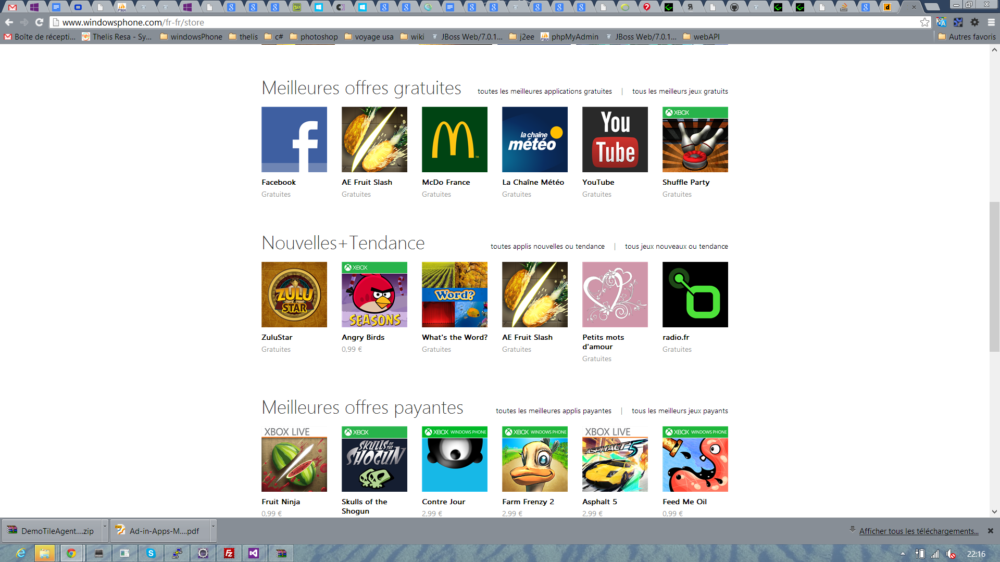 www.windowsphone.com/fr-fr/store
Boîte de récepti...
Thelis Resa - Sy...
windowsPhone
thelis
c#
photoshop
voyage usa
wiki
JBoss Web/7.0.1...
j2ee
phpMyAdmin
JBoss Web/7.0.1...
webAPI
Autres favoris
Meilleures offres gratuites
toutes les meilleures applications gratuites | tous les meilleurs jeux gratuits
f
M
la chaîne météo
You Tube
XBOX
Facebook
AE Fruit Slash
McDo France
La Chaîne Météo
YouTube
Shuffle Party
Gratuites
Gratuites
Gratuites
Gratuites
Gratuites
Gratuites
Nouvelles+Tendance
toutes applis nouvelles ou tendance | tous jeux nouveaux ou tendance
ZULU STAR
XBOX
SEASONS
Word?
ZuluStar
Angry Birds
What's the Word?
AE Fruit Slash
Petits mots d'amour
radio.fr
Gratuites
0,99 €
Gratuites
Gratuites
Gratuites
Gratuites
Meilleures offres payantes
toutes les meilleures applis payantes | tous les meilleurs jeux payants
XBOX LIVE
XBOX
SKULLS OF THE SHOGUN
XBOX WINDOWS PHONE
XBOX WINDOWS PHONE
XBOX LIVE
ASPHALT 5
XBOX WINDOWS PHONE
Fruit Ninja
Skulls of the Shogun
Contre Jour
Farm Frenzy 2
Asphalt 5
Feed Me Oil
0,99 €
2,99 €
2,99 €
2,99 €
0,99 €
DemoTileAgent....zip
Ad-in-Apps-M....pdf
Afficher tous les téléchargements...
22:16